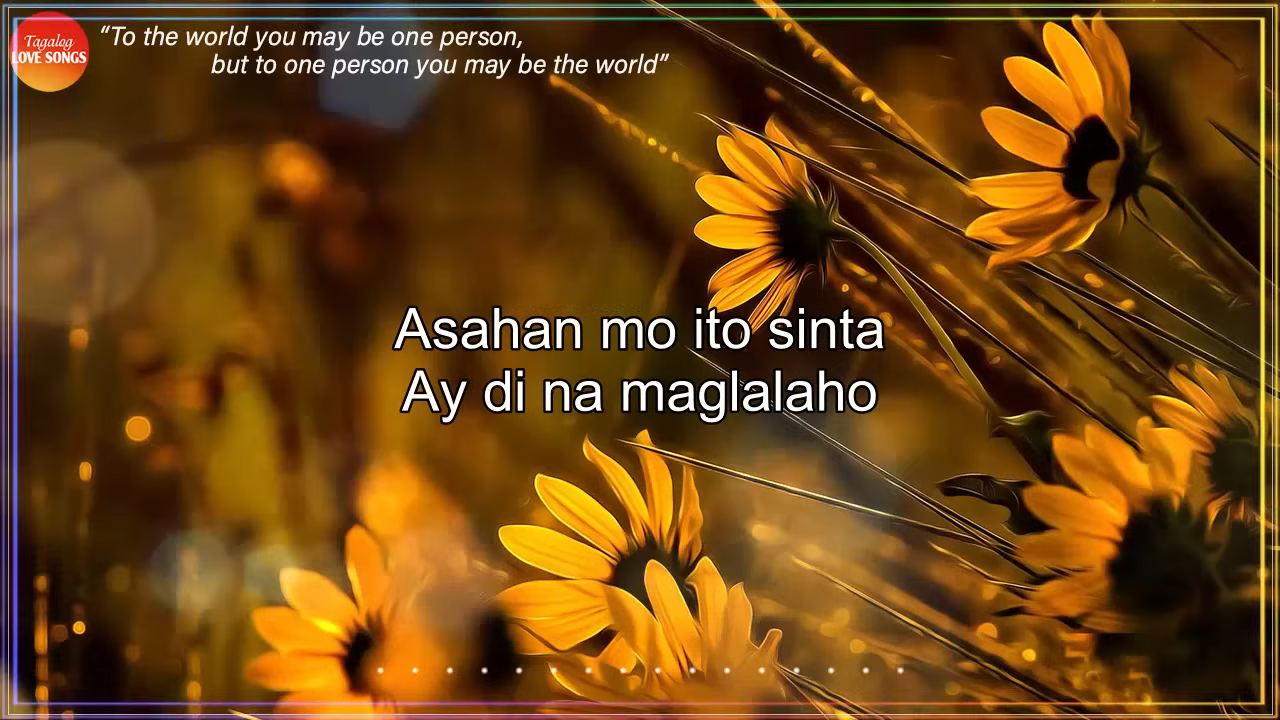 Tagalog
LOVE SONGS
“To the world you may be one person,
but to one person you may be the world”
Asahan mo ito sinta
Ay di na maglalaho